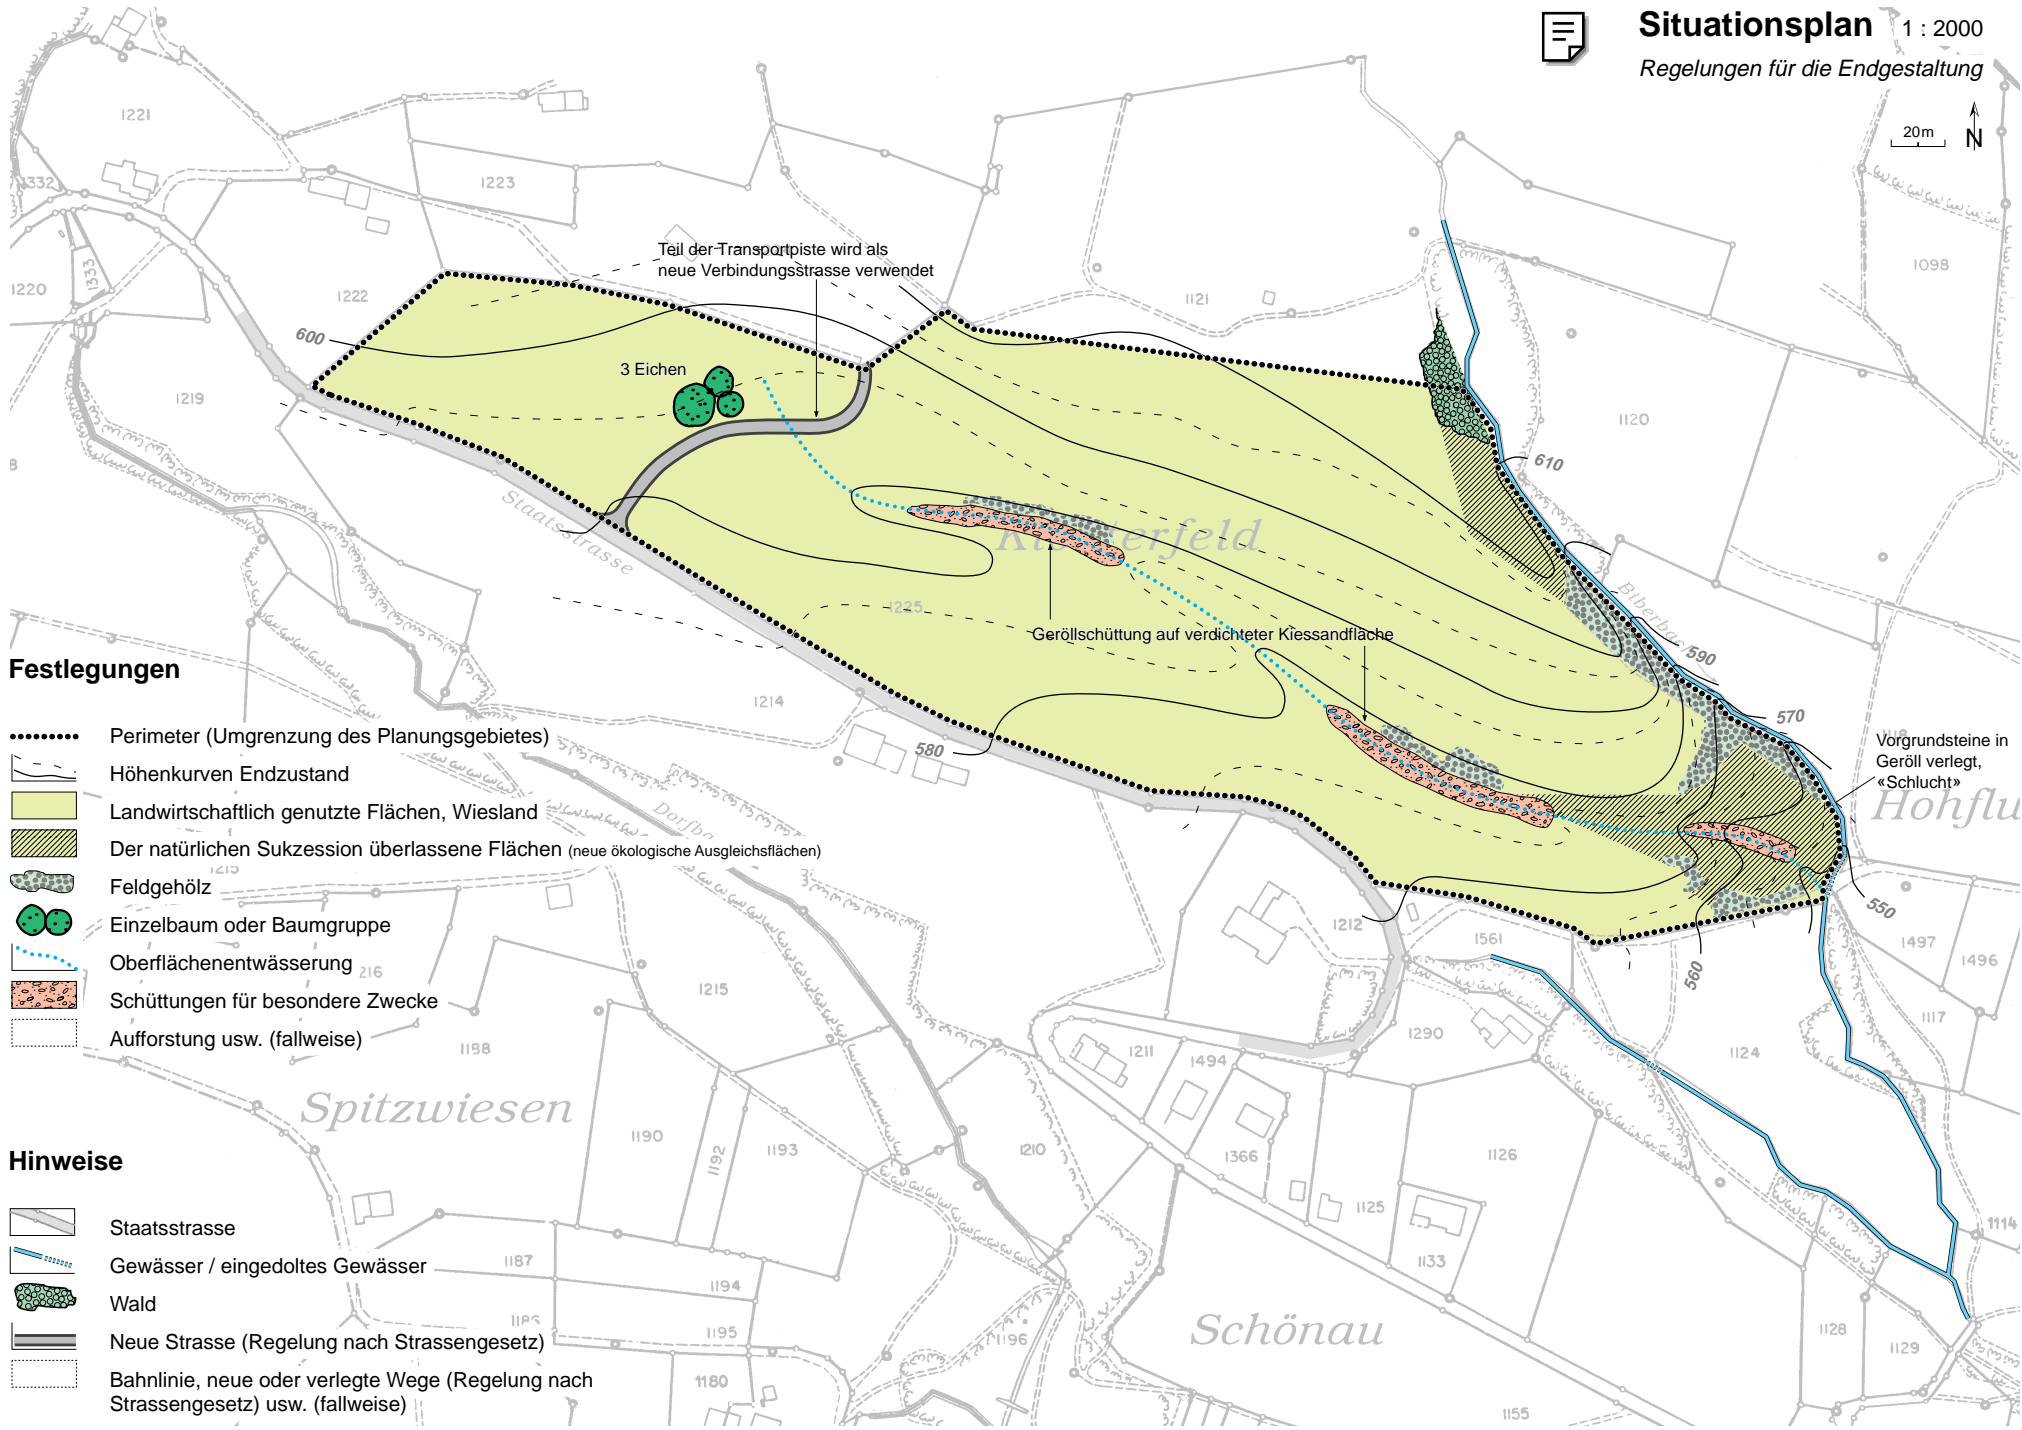 Situationsplan 1 : 2000
Regelungen für die Endgestaltung
20m N
1221
1332
1223
1333
1220
1222
1098
1121
Teil der Transportpiste wird als
neue Verbindungsstrasse verwendet
600
3 Eichen
1219
1120
610
Staatsstrasse
Biberbach
1225
Geröllschüttung auf verdichteter Kiessandfläche
590
570
580
1214
Vorgrundsteine in
Geröll verlegt,
«Schlucht»
Hohflu
550
560
1212
1561
1497
1496
1117
1124
1290
1211
1494
1215
Festlegungen
Perimeter (Umgrenzung des Planungsgebietes)
Höhenkurven Endzustand
Landwirtschaftlich genutzte Flächen, Wiesland
Der natürlichen Sukzession überlassene Flächen (neue ökologische Ausgleichsflächen)
1215
Feldgehölz
Einzelbaum oder Baumgruppe
Oberflächenentwässerung
216
Schüttungen für besondere Zwecke
Aufforstung usw. (fallweise)
1188
Spitzwiesen
1190
1192
1193
1210
1366
1126
1125
1133
1114
Hinweise
Staatsstrasse
Gewässer / eingedoltes Gewässer
1187
1194
Wald
1195
1196
Schönau
1128
1129
Neue Strasse (Regelung nach Strassengesetz)
Bahnlinie, neue oder verlegte Wege (Regelung nach
Strassengesetz) usw. (fallweise)
1180
1155